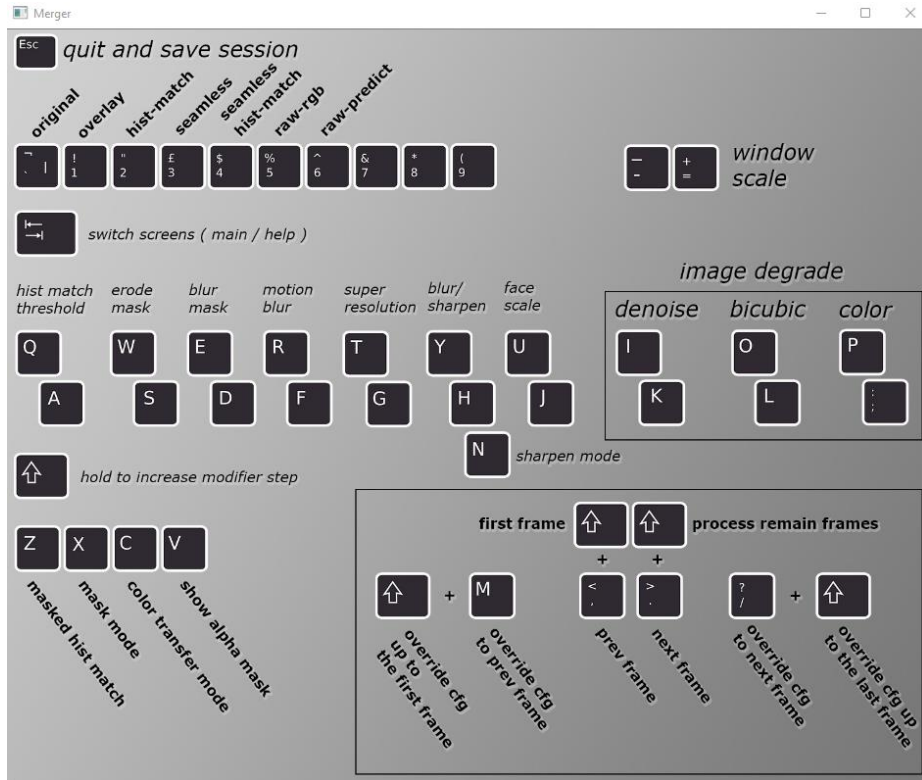 Merger
Esc
quit and save session
original
overlay
hist-match
seamless
seamless
hist-match
raw-rgb
raw-predict
¬
` |
!
1
"
2
£
3
$
4
%
5
^
6
&
7
*
8
(
9
–
-
+
=
window
scale
switch screens ( main / help )
hist match
threshold
erode
mask
blur
mask
motion
blur
super
resolution
blur/
sharpen
face
scale
image degrade
denoise
bicubic
color
Q
W
E
R
T
Y
U
I
O
P
A
S
D
F
G
H
J
K
L
:
;
N
sharpen mode
hold to increase modifier step
Z
X
C
V
masked hist match
mask mode
color transfer mode
show alpha mask
first frame
process remain frames
+
+
+
M
<
,
>
.
?
/
+
override cfg
up to
the first frame
override cfg
to prev frame
prev frame
next frame
override cfg
to next frame
override cfg up
to the last frame